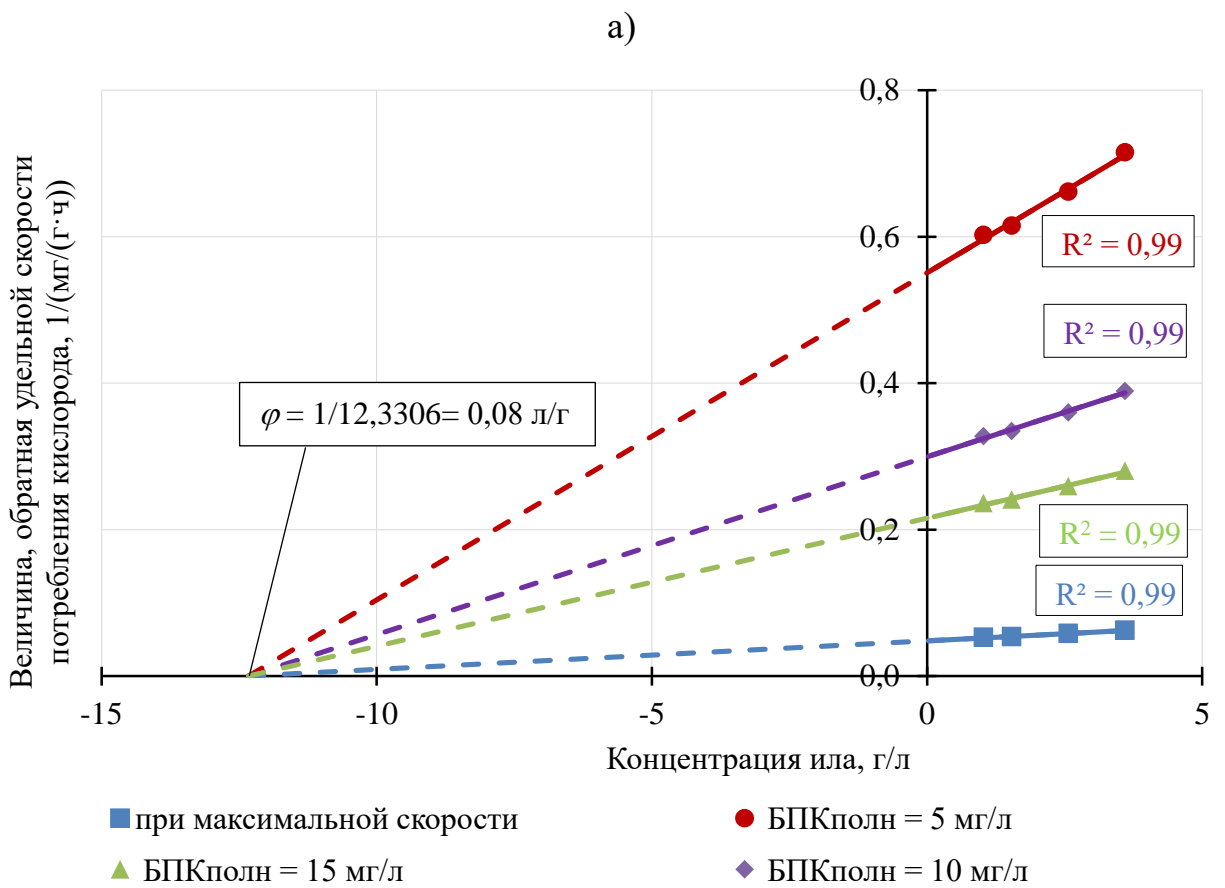 а)
Величина, обратная удельной скорости
потребления кислорода, 1/(мг/(г·ч))
0,8
0,6
0,4
0,2
0,0
R² = 0,99
R² = 0,99
R² = 0,99
R² = 0,99
φ = 1/12,3306= 0,08 л/г
-15
-10
-5
0
5
Концентрация ила, г/л
при максимальной скорости
БПКполн = 5 мг/л
БПКполн = 15 мг/л
БПКполн = 10 мг/л